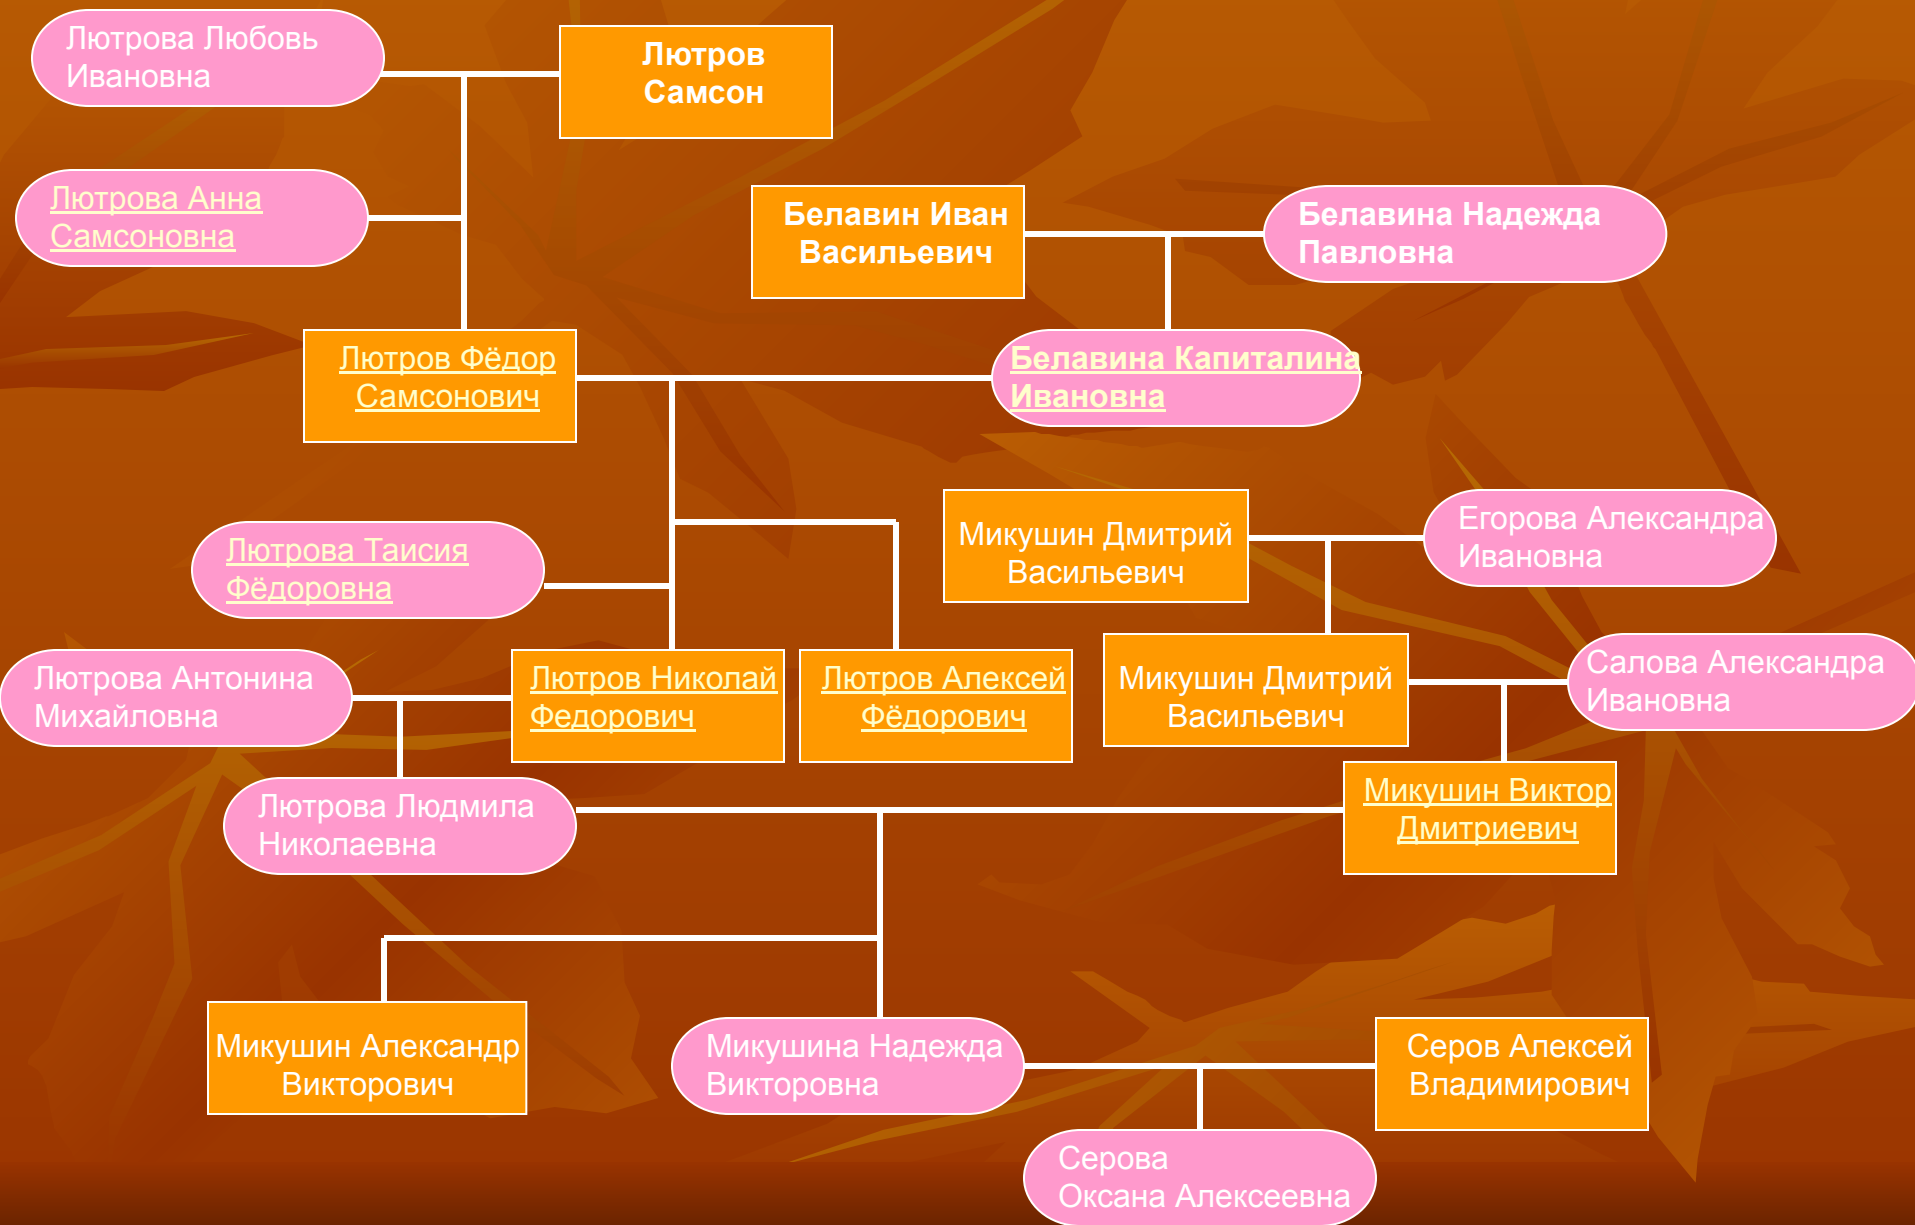 Лютрова Любовь
Ивановна
Лютров
Самсон
Лютрова Анна
Самсоновна
Белавин Иван
Васильевич
Белавина Надежда
Павловна
Лютров Фёдор
Самсонович
Белавина Капиталина
Ивановна
Микушин Дмитрий
Васильевич
Егорова Александра
Ивановна
Лютрова Таисия
Фёдоровна
Лютрова Антонина
Михайловна
Лютров Николай
Федорович
Лютров Алексей
Фёдорович
Микушин Дмитрий
Васильевич
Салова Александра
Ивановна
Лютрова Людмила
Николаевна
Микушин Виктор
Дмитриевич
Микушин Александр
Викторович
Микушина Надежда
Викторовна
Серов Алексей
Владимирович
Серова
Оксана Алексеевна